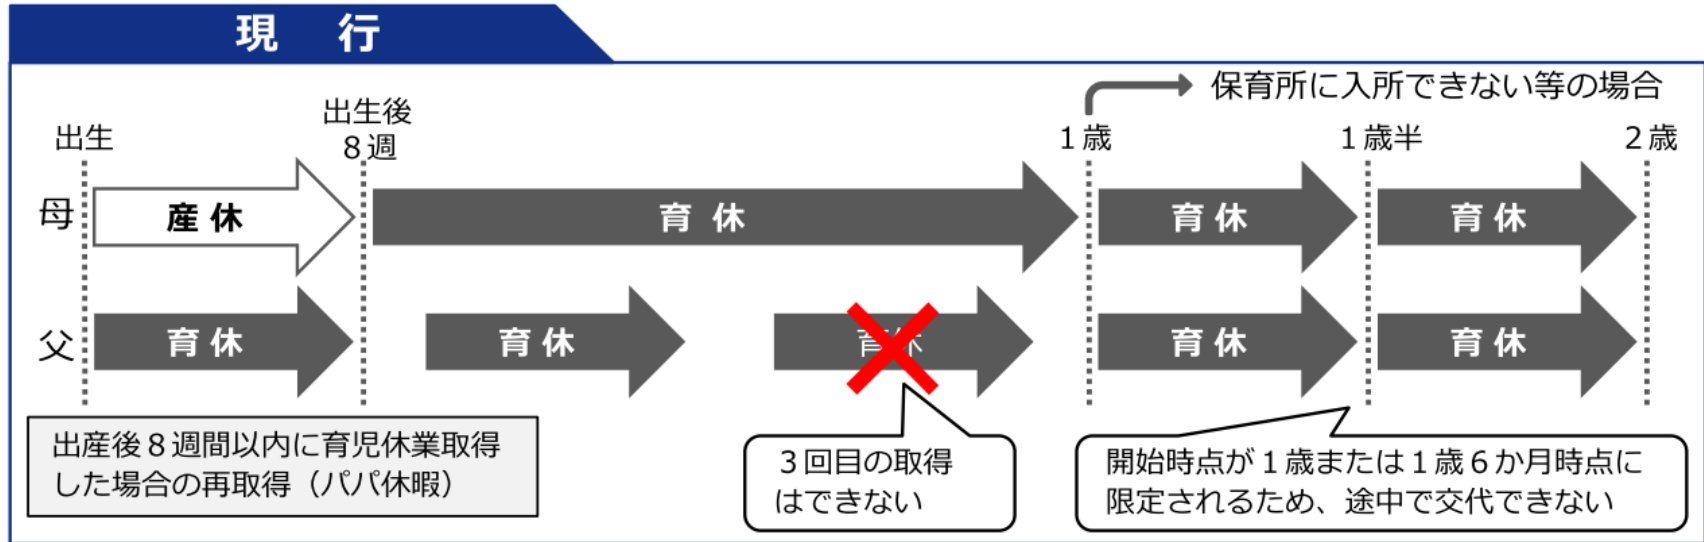 現 行
保育所に入所できない等の場合
出生
出生後
８週
１歳
１歳半
２歳
母
産休
育 休
育休
育休
父
育休
育休
育休
育休
育休
出産後８週間以内に育児休業取得
した場合の再取得（パパ休暇）
３回目の取得
はできない
開始時点が１歳または１歳６か月時点に
限定されるため、途中で交代できない